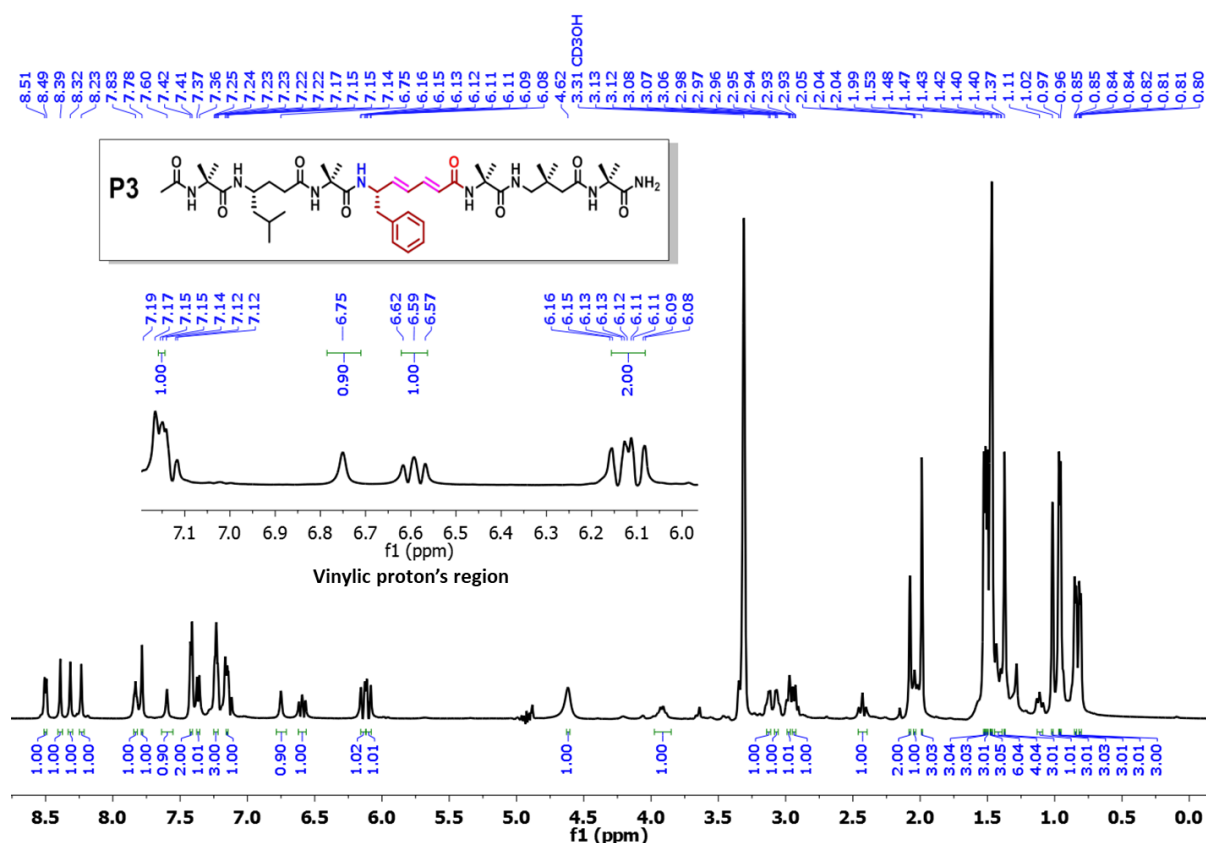 8.51 8.49 8.39 8.32 8.23 7.83 7.78 7.60 7.42 7.41 7.37 7.36 7.25 7.24 7.23 7.23 7.22 7.22 7.17 7.15 7.15 7.14 6.75 6.16 6.15 6.13 6.12 6.11 6.11 6.09 6.08 4.62 3.31 CD3OH 3.13 3.12 3.08 3.07 3.06 2.98 2.97 2.96 2.95 2.94 2.93 2.93 2.05 2.04 2.04 1.99 1.53 1.48 1.47 1.43 1.42 1.40 1.40 1.37 1.11 1.02 0.97 0.96 0.85 0.85 0.84 0.84 0.82 0.81 0.81 0.80
P3
O H N O N H O H N O H N O N H O H N O N H O H N O NH2
7.19 7.17 7.15 7.15 7.14 7.12 7.12 6.75 6.62 6.59 6.57 6.16 6.15 6.13 6.13 6.12 6.11 6.11 6.09 6.08
1.00 0.90 1.00 2.00
7.1 7.0 6.9 6.8 6.7 6.6 6.5 6.4 6.3 6.2 6.1 6.0
f1 (ppm)
Vinylic proton's region
1.00 1.00 1.00 1.00 1.00 1.00 0.90 2.00 1.01 3.00 1.00 0.90 1.00 1.02 1.01 1.00 1.00 1.00 1.00 1.01 1.00 1.00 2.00 1.00 3.03 3.04 3.03 3.01 3.05 6.04 4.04 3.01 1.01 3.01 3.03 3.01 3.01 3.00
8.5 8.0 7.5 7.0 6.5 6.0 5.5 5.0 4.5 4.0 3.5 3.0 2.5 2.0 1.5 1.0 0.5 0.0
f1 (ppm)